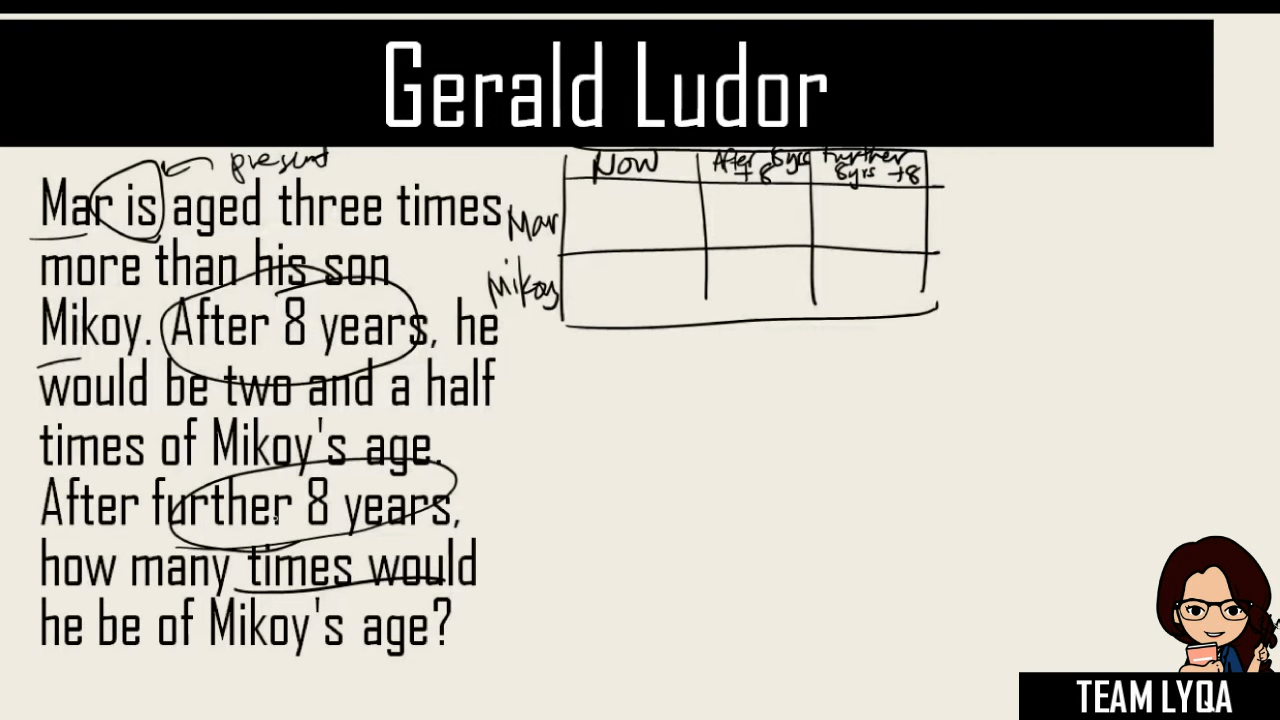 Gerald Ludor
present
Mar is aged three times
more than his son
Mikoy. After 8 years, he
would be two and a half
times of Mikoy's age.
After further 8 years,
how many times would
he be of Mikoy's age?
Now After 8yrs +8 further 8yrs +8
Mar
Mikoy
TEAM LYQA